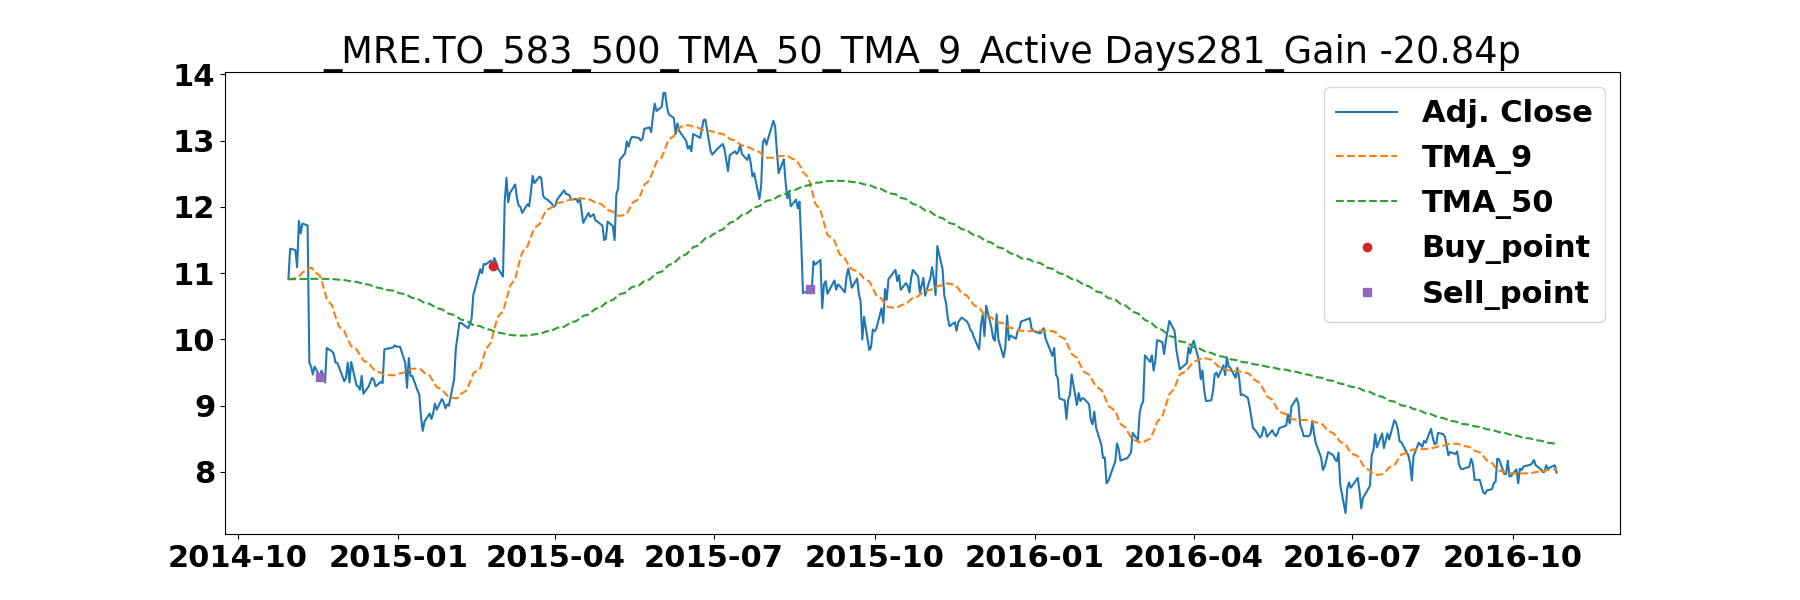 _MRE.TO_583_500_TMA_50_TMA_9_Active Days281_Gain -20.84p
14
13
12
11
10
9
8
Adj. Close
TMA_9
TMA_50
Buy_point
Sell_point
2014-10 2015-01 2015-04 2015-07 2015-10 2016-01 2016-04 2016-07 2016-10